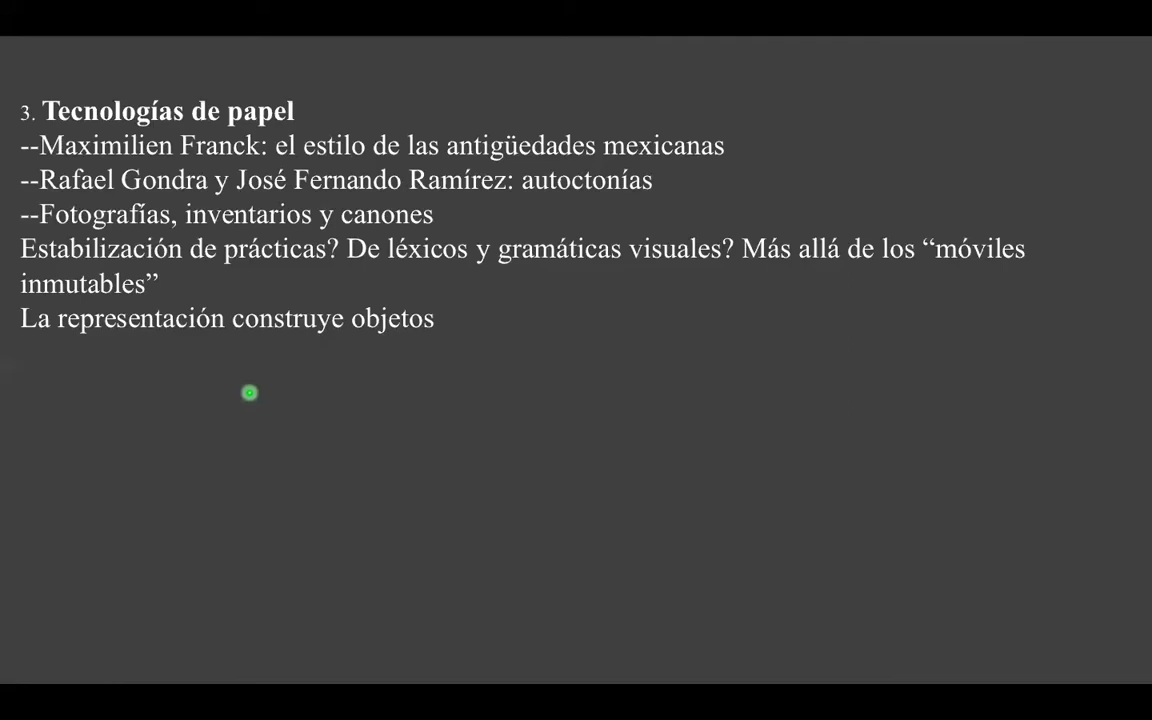 3. Tecnologías de papel
--Maximilien Franck: el estilo de las antigüedades mexicanas
--Rafael Gondra y José Fernando Ramírez: autoctonías
--Fotografías, inventarios y canones
Estabilización de prácticas? De léxicos y gramáticas visuales? Más allá de los “móviles
inmutables”
La representación construye objetos